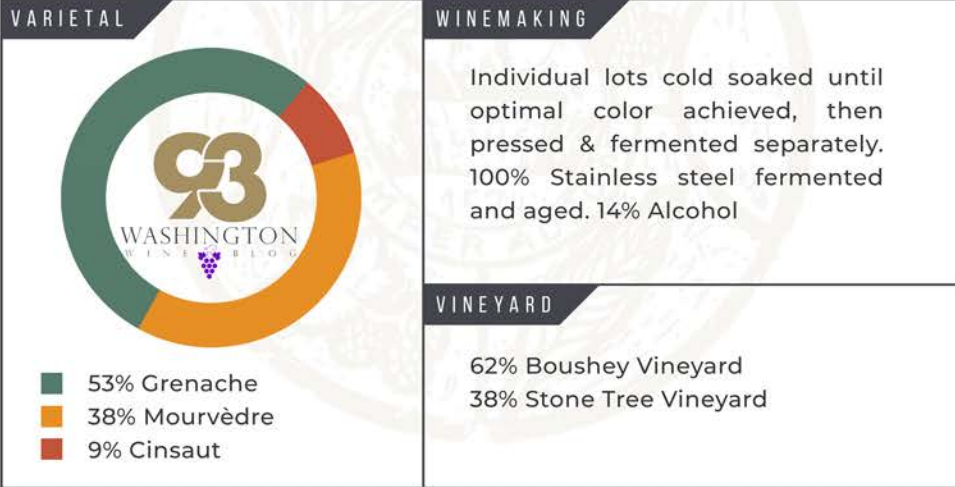 VARIETAL
93
WASHINGTON
WINE BLOG
53% Grenache
38% Mourvèdre
9% Cinsaut
WINEMAKING
Individual lots cold soaked until
optimal color achieved, then
pressed & fermented separately.
100% Stainless steel fermented
and aged. 14% Alcohol
VINEYARD
62% Boushey Vineyard
38% Stone Tree Vineyard